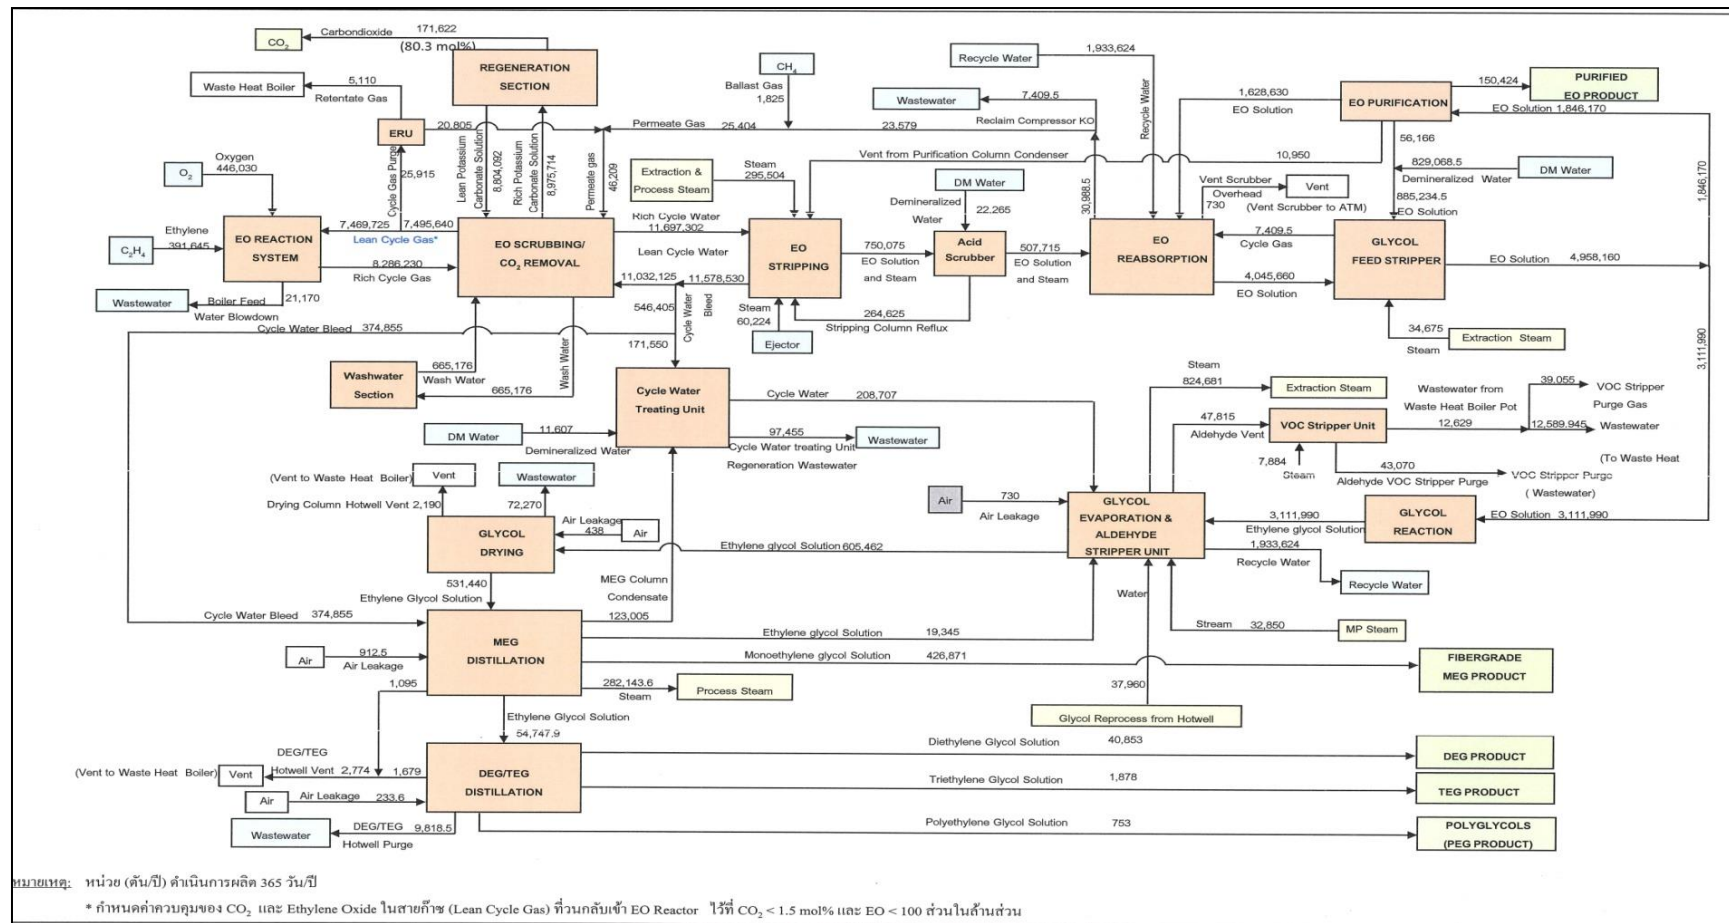 Carbondioxide 171,622
CO2
(80.3 mol%)
REGENERATION
SECTION
Waste Heat Boiler
5,110
Retentate Gas
ERU
20,805
Permeate Gas
25,404
23,579
CH4
Ballast Gas
1,825
Wastewater
7,409.5
Reclaim Compressor KO
Recycle Water
1,933,624
Recycle Water
1,628,630
EO Solution
EO PURIFICATION
150,424
PURIFIED
EO PRODUCT
EO Solution 1,846,170
56,166
Oxygen
446,030
O2
Cycle Gas Purge
25,915
Lean Potassium
Carbonate Solution
8,804,092
Rich Potassium
Carbonate Solution
8,975,714
Permeate gas
46,209
Extraction &
Process Steam
Steam
295,504
Vent from Purification Column Condenser
10,950
DM Water
Demineralized
Water
22,265
30,988.5
Vent Scrubber
Overhead
730
Vent
(Vent Scrubber to ATM)
829,068.5
Demineralized Water
DM Water
885,234.5
EO Solution
1,846,170
Ethylene
391,645
C2H4
EO REACTION
SYSTEM
7,469,725
7,495,640
Lean Cycle Gas*
8,286,230
Rich Cycle Gas
EO SCRUBBING/
CO2 REMOVAL
Rich Cycle Water
11,697,302
Lean Cycle Water
11,032,125
11,578,530
EO
STRIPPING
750,075
EO Solution
and Steam
Acid
Scrubber
507,715
EO Solution
and Steam
EO
REABSORPTION
7,409.5
Cycle Gas
4,045,660
EO Solution
GLYCOL
FEED STRIPPER
EO Solution 4,958,160
Wastewater
Boiler Feed
Water Blowdown
21,170
546,405
Cycle Water
Bleed
Steam
60,224
Ejector
264,625
Stripping Column Reflux
34,675
Steam
Extraction Steam
3,111,990
Cycle Water Bleed 374,855
171,550
Washwater
Section
665,176
Wash Water
665,176
Wash Water
Cycle Water
Treating Unit
Cycle Water 208,707
DM Water
11,607
Demineralized Water
97,455
Cycle Water treating Unit
Regeneration Wastewater
Wastewater
Steam
824,681
Extraction Steam
47,815
Aldehyde Vent
VOC Stripper Unit
Wastewater from
Waste Heat Boiler Pot
12,629
39,055
VOC Stripper
Purge Gas
12,589,945
Wastewater
(To Waste Heat
7,884
Steam
43,070
Aldehyde VOC Stripper Purge
VOC Stripper Purge
( Wastewater)
(Vent to Waste Heat Boiler)
Vent
Wastewater
Drying Column Hotwell Vent 2,190
72,270
GLYCOL
DRYING
Air Leakage
438
Air
Air
730
Air Leakage
GLYCOL
EVAPORATION &
ALDEHYDE
STRIPPER UNIT
3,111,990
Ethylene glycol Solution
GLYCOL
REACTION
EO Solution 3,111,990
Ethylene glycol Solution 605,462
1,933,624
Recycle Water
Recycle Water
531,440
Ethylene Glycol Solution
MEG Column
Condensate
123,005
Water
Cycle Water Bleed 374,855
MEG
DISTILLATION
Ethylene glycol Solution 19,345
Stream 32,850
MP Steam
Air
912.5
Air Leakage
Monoethylene glycol Solution 426,871
FIBERGRADE
MEG PRODUCT
1,095
282,143.6
Steam
Process Steam
37,960
Glycol Reprocess from Hotwell
Ethylene Glycol Solution
54,747.9
DEG/TEG
(Vent to Waste Heat Boiler)
Vent
Hotwell Vent 2,774
1,679
DEG/TEG
DISTILLATION
Diethylene Glycol Solution 40,853
DEG PRODUCT
Air
Air Leakage 233.6
Triethylene Glycol Solution 1,878
TEG PRODUCT
Wastewater
DEG/TEG
Hotwell Purge
9,818.5
Polyethylene Glycol Solution 753
POLYGLYCOLS
(PEG PRODUCT)
หมายเหตุ: หน่วย (ตัน/ปี) ดำเนินการผลิต 365 วัน/ปี
* กำหนดค่าควบคุมของ CO2 และ Ethylene Oxide ในสายก๊าซ (Lean Cycle Gas) ที่วนกลับเข้า EO Reactor ไว้ที่ CO2 < 1.5 mol% และ EO < 100 ส่วนในล้านส่วน